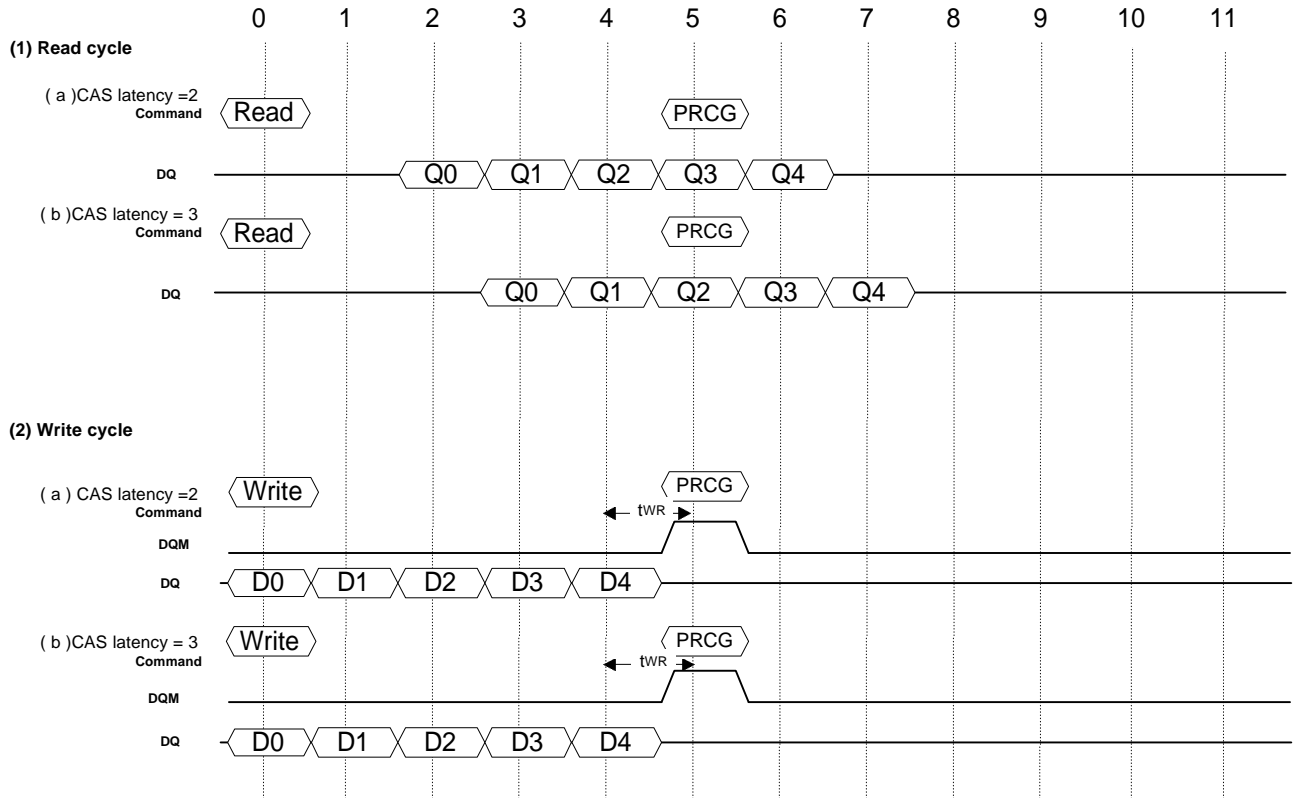 0 1 2 3 4 5 6 7 8 9 10 11
(1) Read cycle
( a )CAS latency =2
Command
Read PRCG
DQ Q0 Q1 Q2 Q3 Q4
( b )CAS latency = 3
Command
Read PRCG
DQ Q0 Q1 Q2 Q3 Q4
(2) Write cycle
( a ) CAS latency =2
Command
Write PRCG
tWR
DQM
DQ D0 D1 D2 D3 D4
( b )CAS latency = 3
Command
Write PRCG
tWR
DQM
DQ D0 D1 D2 D3 D4